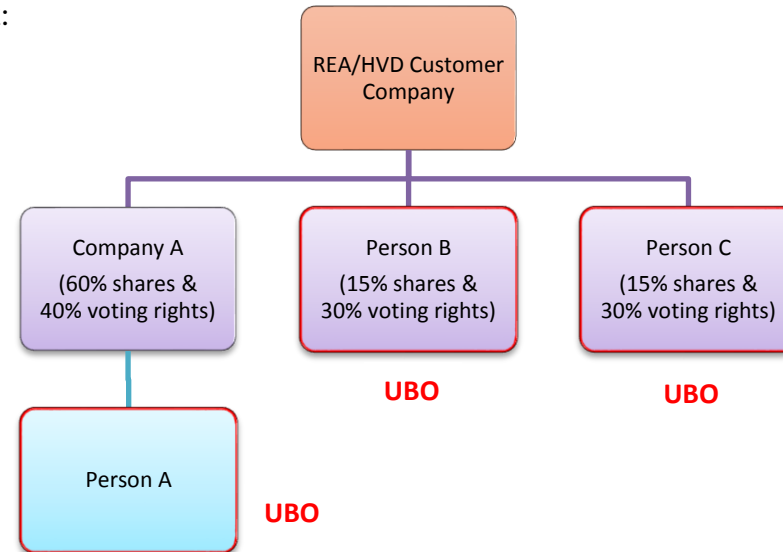 :
REA/HVD Customer
Company
Company A
(60% shares &
40% voting rights)
Person B
(15% shares &
30% voting rights)
Person C
(15% shares &
30% voting rights)
UBO
UBO
Person A
UBO